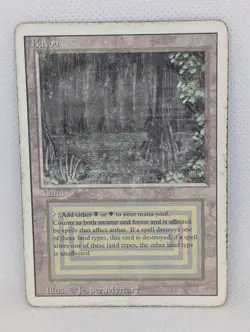 Bayou
Land
: Add either or to your mana pool.
Counts as both swamp and forest and is affected
by spells that affect either. If a spell destroys one
of these land types, this card is destroyed; if a spell
alters one of these land types, the other land type
is unaffected.
Illus. © Jesper Myrfors